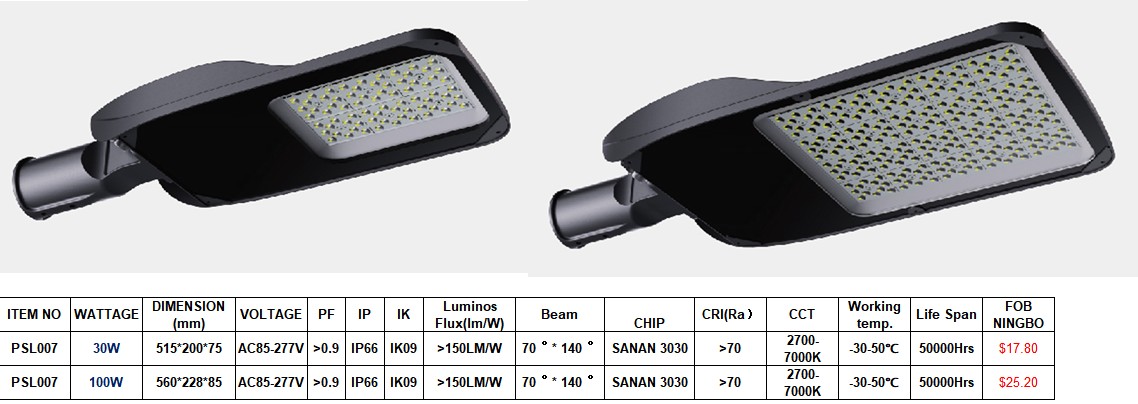 ITEM NO WATTAGE DIMENSION (mm) VOLTAGE PF IP IK Luminos Flux(lm/W) Beam CHIP CRI(Ra) CCT Working temp. Life Span FOB NINGBO
PSL007 30W 515*200*75 AC85-277V >0.9 IP66 IK09 >150LM/W 70°*140° SANAN 3030 >70 2700-7000K -30-50℃ 50000Hrs $17.80
PSL007 100W 560*228*85 AC85-277V >0.9 IP66 IK09 >150LM/W 70°*140° SANAN 3030 >70 2700-7000K -30-50℃ 50000Hrs $25.20